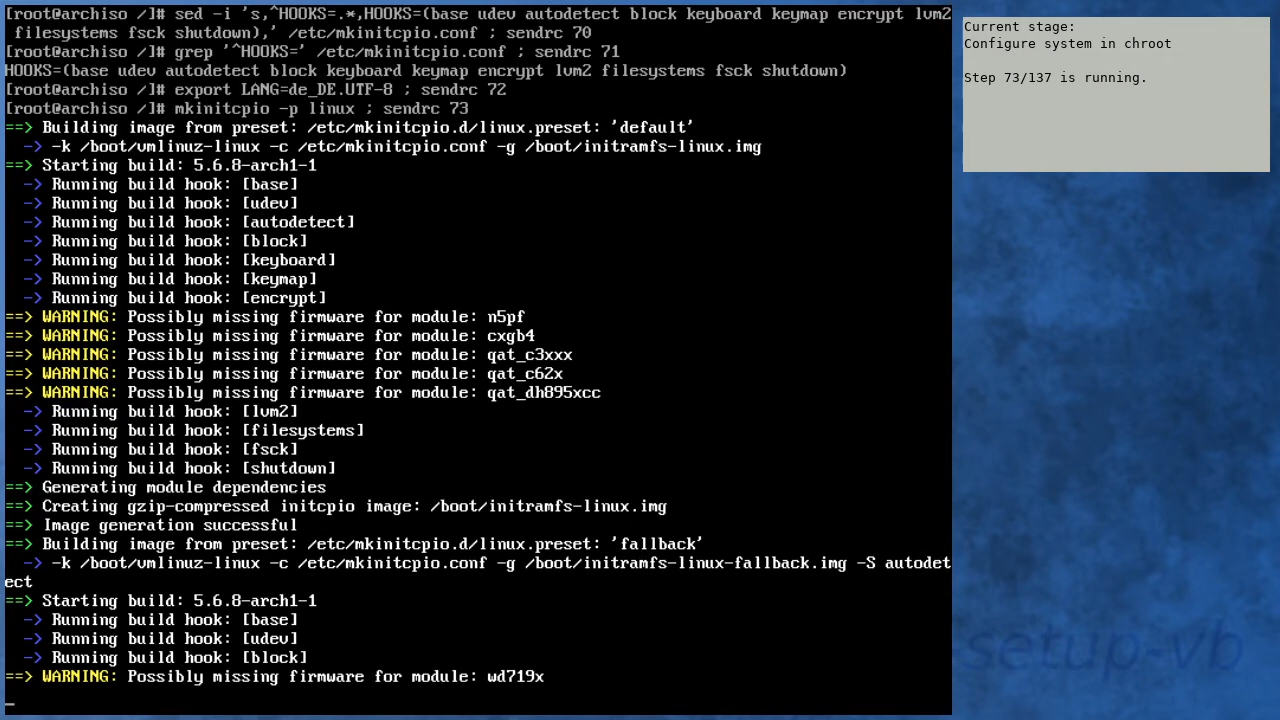 [root@archiso /]# sed -i 's,^HOOKS=.*,HOOKS=(base udev autodetect block keyboard keymap encrypt lvm2
 filesystems fsck shutdown),' /etc/mkinitcpio.conf ; sendrc 70
[root@archiso /]# grep '^HOOKS=' /etc/mkinitcpio.conf ; sendrc 71
HOOKS=(base udev autodetect block keyboard keymap encrypt lvm2 filesystems fsck shutdown)
[root@archiso /]# export LANG=de_DE.UTF-8 ; sendrc 72
[root@archiso /]# mkinitcpio -p linux ; sendrc 73
==> Building image from preset: /etc/mkinitcpio.d/linux.preset: 'default'
  -> -k /boot/vmlinuz-linux -c /etc/mkinitcpio.conf -g /boot/initramfs-linux.img
==> Starting build: 5.6.8-arch1-1
  -> Running build hook: [base]
  -> Running build hook: [udev]
  -> Running build hook: [autodetect]
  -> Running build hook: [block]
  -> Running build hook: [keyboard]
  -> Running build hook: [keymap]
  -> Running build hook: [encrypt]
==> WARNING: Possibly missing firmware for module: n5pf
==> WARNING: Possibly missing firmware for module: cxgb4
==> WARNING: Possibly missing firmware for module: qat_c3xxx
==> WARNING: Possibly missing firmware for module: qat_c62x
==> WARNING: Possibly missing firmware for module: qat_dh895xcc
  -> Running build hook: [lvm2]
  -> Running build hook: [filesystems]
  -> Running build hook: [fsck]
  -> Running build hook: [shutdown]
==> Generating module dependencies
==> Creating gzip-compressed initcpio image: /boot/initramfs-linux.img
==> Image generation successful
==> Building image from preset: /etc/mkinitcpio.d/linux.preset: 'fallback'
  -> -k /boot/vmlinuz-linux -c /etc/mkinitcpio.conf -g /boot/initramfs-linux-fallback.img -S autodet
ect
==> Starting build: 5.6.8-arch1-1
  -> Running build hook: [base]
  -> Running build hook: [udev]
  -> Running build hook: [block]
==> WARNING: Possibly missing firmware for module: wd719x
_
Current stage:
Configure system in chroot
Step 73/137 is running.
setup-vb